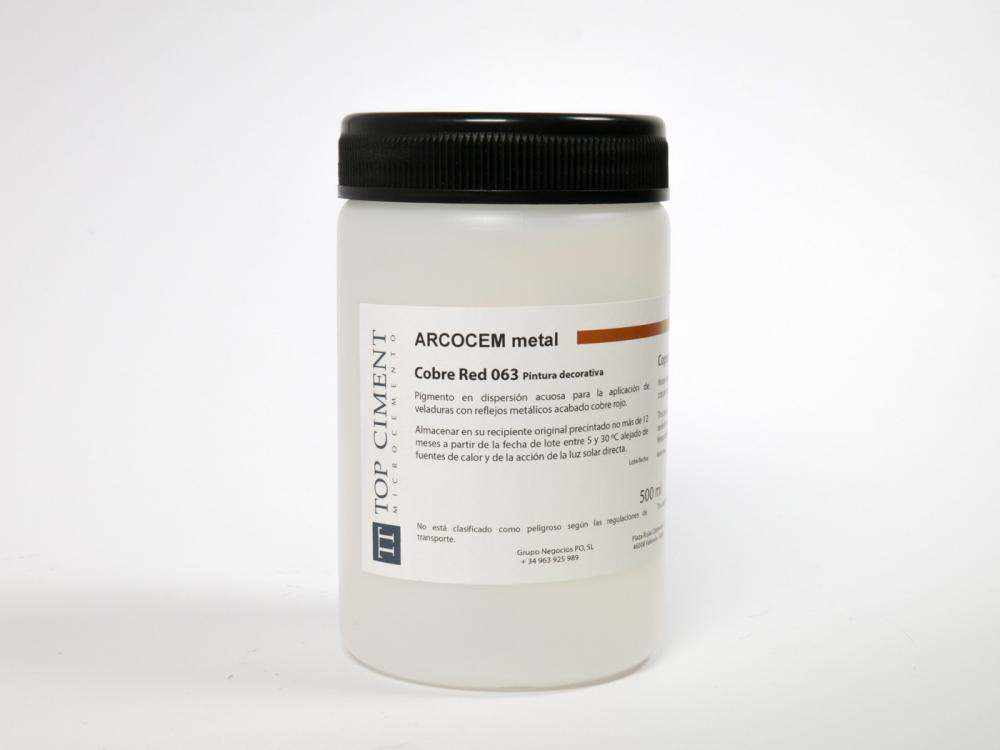 TOP CIMENT
MICROCEMENTO
ARCOCEM metal
Cobre Red 063 Pintura decorativa
Pigmento en dispersión acuosa para la aplicación de
veladuras con reflejos metálicos acabado cobre rojo.
Almacenar en su recipiente original precintado no más de 12
meses a partir de la fecha de lote entre 5 y 30 ºC alejado de
fuentes de calor y de la acción de la luz solar directa.
Lote/fecha
500 ml
No está clasificado como peligroso según las regulaciones de
transporte.
Grupo Negocios PO, SL
+ 34 963 925 989